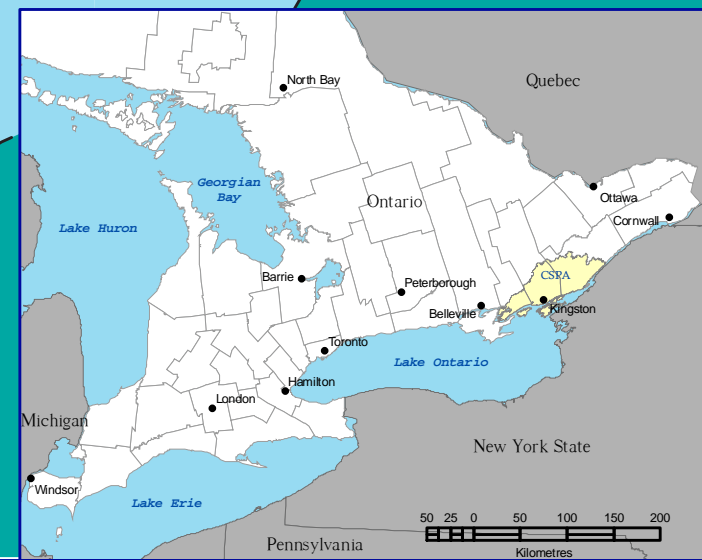 North Bay
Quebec
Georgian
Bay
Ontario
Ottawa
Cornwall
Lake Huron
CSPA
Barrie
Peterborough
Belleville
Kingston
Toronto
Lake Ontario
Hamilton
London
Michigan
New York State
Windsor
Lake Erie
50 25 0 50 100 150 200
Kilometres
Pennsylvania